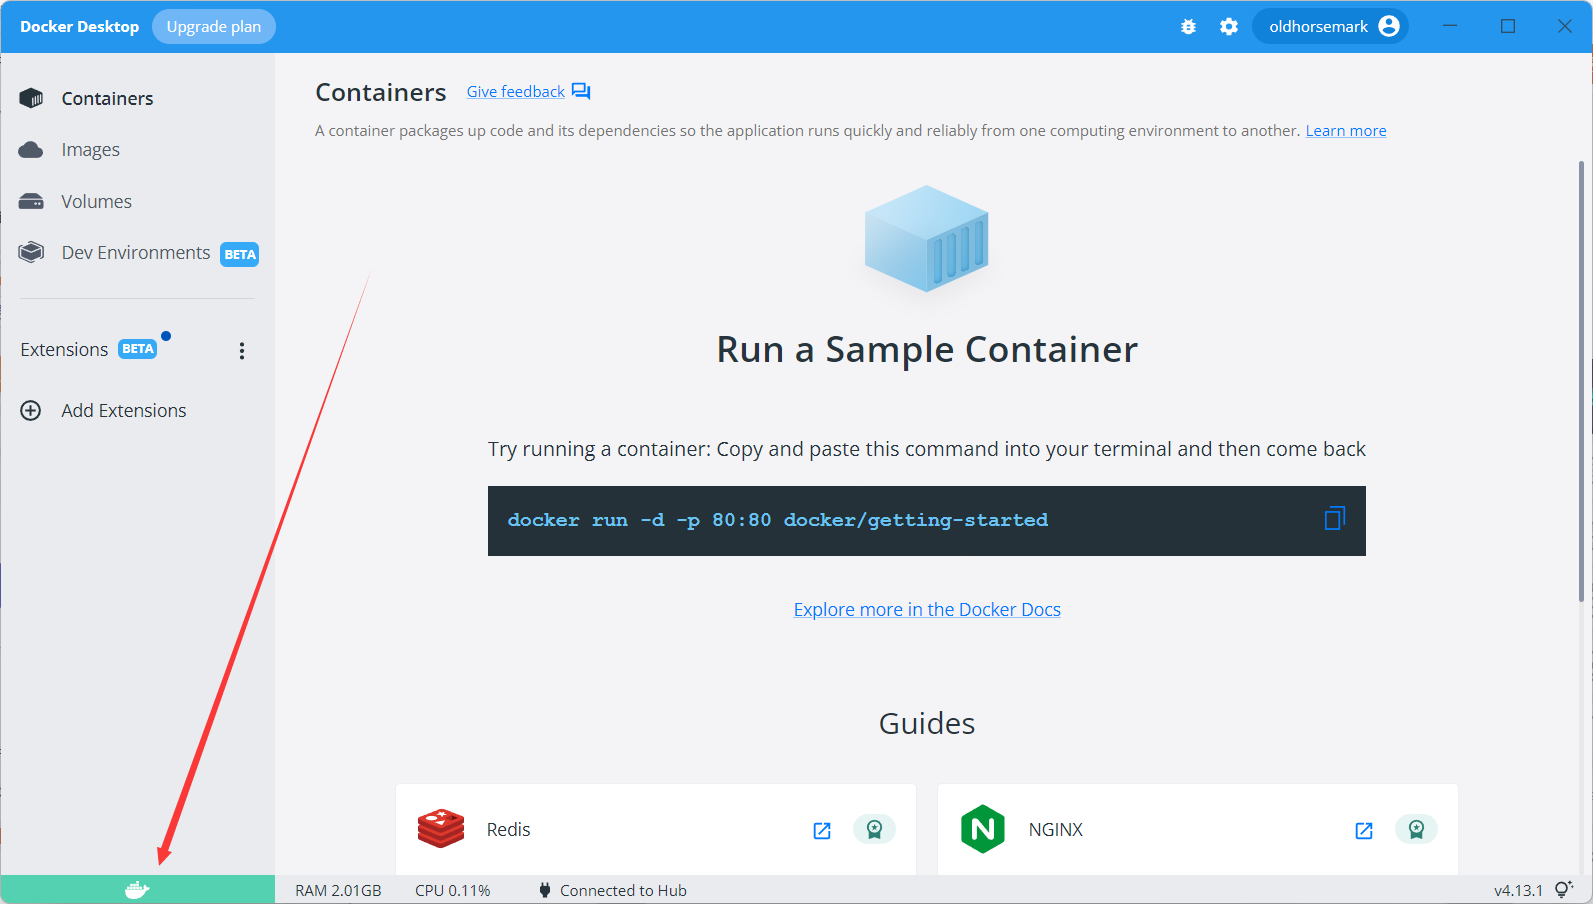 Docker Desktop Upgrade plan oldhorsemark
Containers
Images
Volumes
Dev Environments BETA
Extensions BETA
Add Extensions
Containers Give feedback
A container packages up code and its dependencies so the application runs quickly and reliably from one computing environment to another. Learn more
Run a Sample Container
Try running a container: Copy and paste this command into your terminal and then come back
docker run -d -p 80:80 docker/getting-started
Explore more in the Docker Docs
Guides
Redis
NGINX
RAM 2.01GB CPU 0.11% Connected to Hub v4.13.1